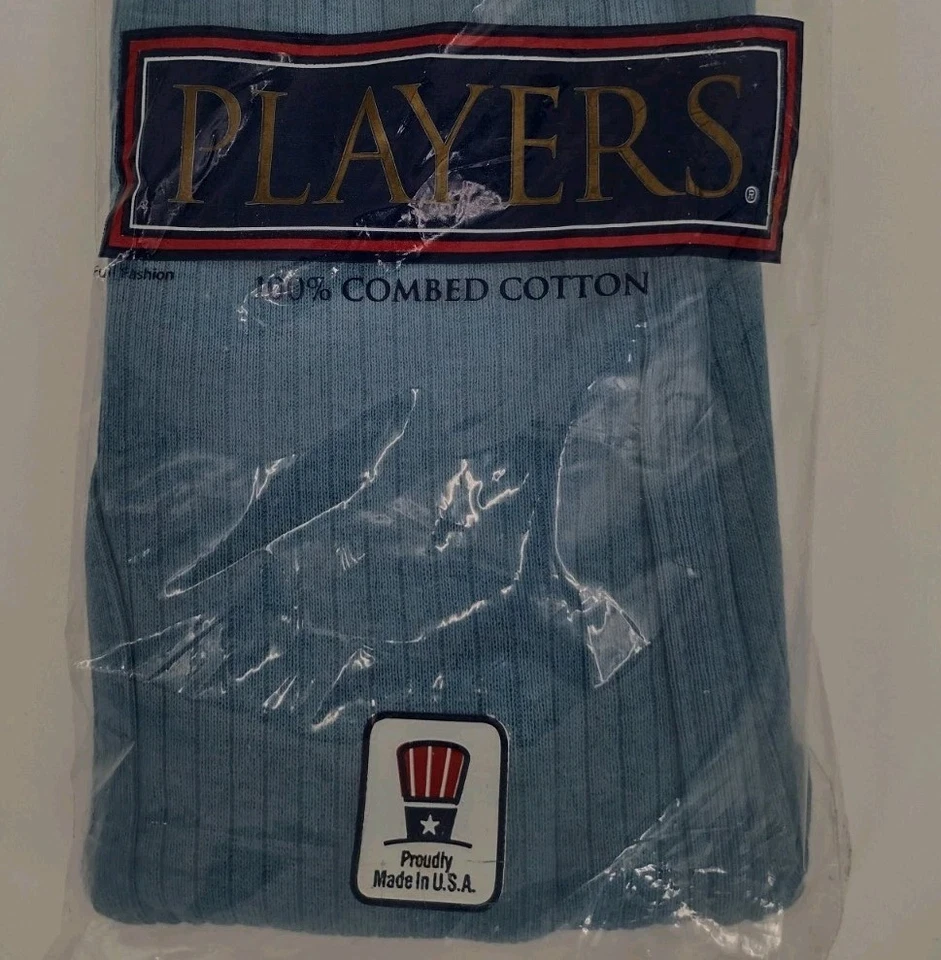 PLAYERS®
Full Fashion
100% COMBED COTTON
Proudly
Made In U.S.A.